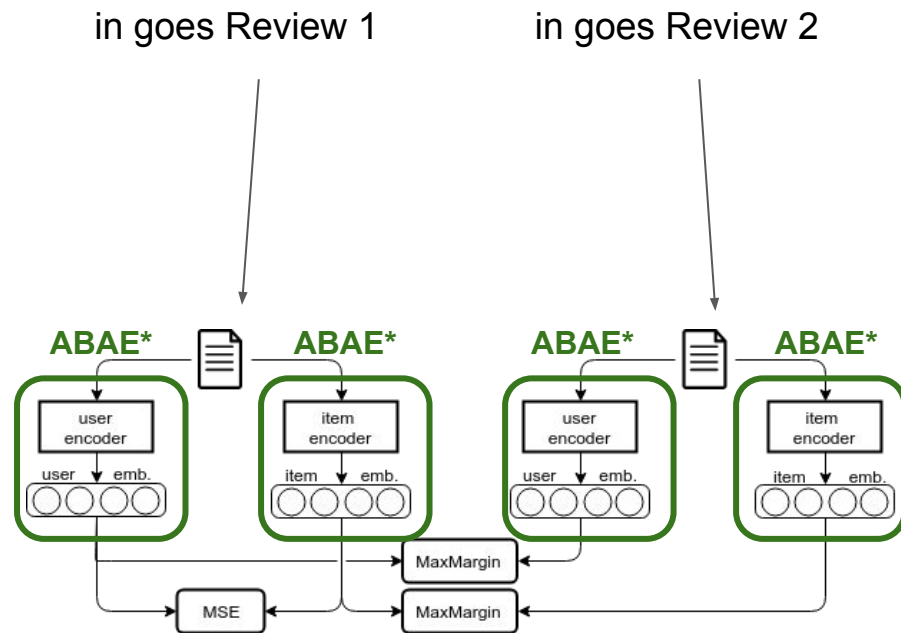 in goes Review 1
in goes Review 2
ABAE*
ABAE*
ABAE*
ABAE*
user
encoder
item
encoder
user
encoder
item
encoder
user emb.
item emb.
user emb.
item emb.
MaxMargin
MSE
MaxMargin